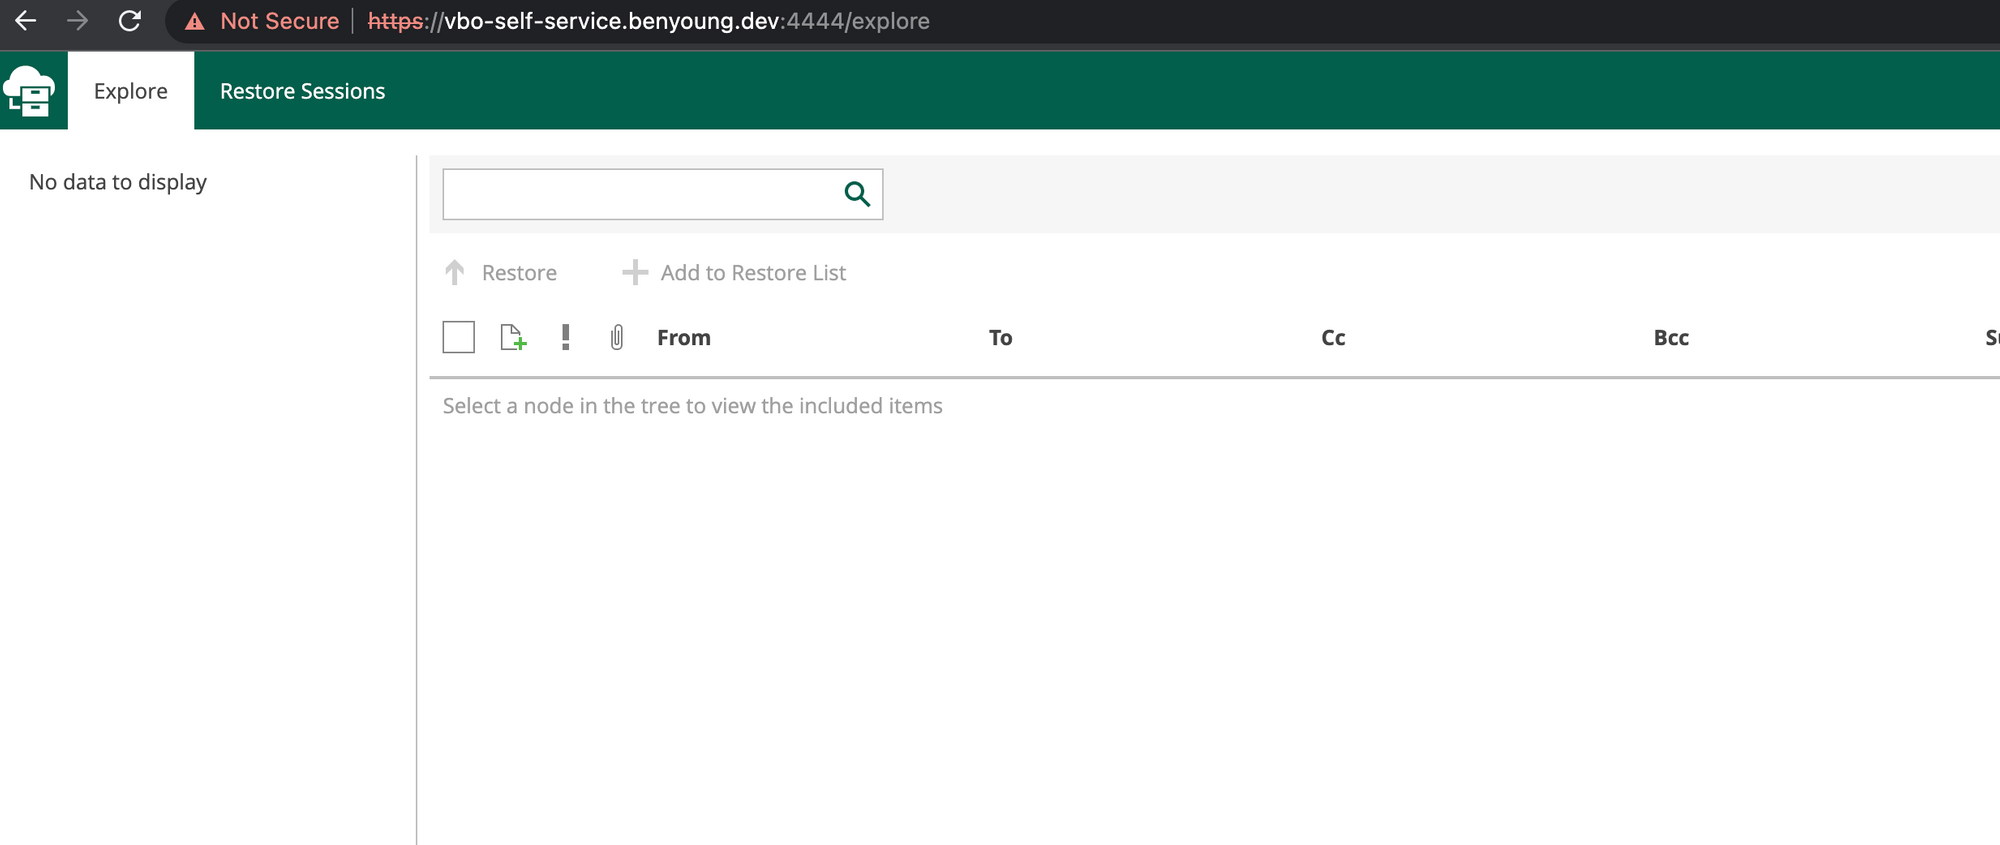 Not Secure https://vbo-self-service.benyoung.dev:4444/explore
Explore Restore Sessions
No data to display
Restore Add to Restore List
From To Cc Bcc
Select a node in the tree to view the included items